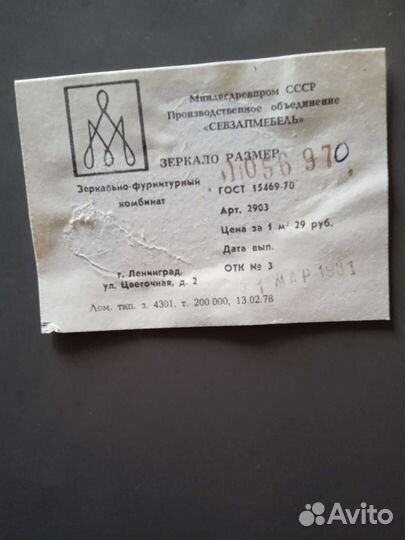 Минлесдревпром СССР
Производственное объединение
«СЕВЗАПМЕБЕЛЬ»
ЗЕРКАЛО РАЗМЕР
970
Зеркально-фурнитурный
комбинат
ГОСТ 15469-70
Арт. 2903
Цена за 1 м² 29 руб.
Дата вып.
ОТК № 3
МАР 1981
г. Ленинград,
ул. Цветочная, д. 2
Лом. тип. з. 4301. т. 200 000, 13.02.78
Avito